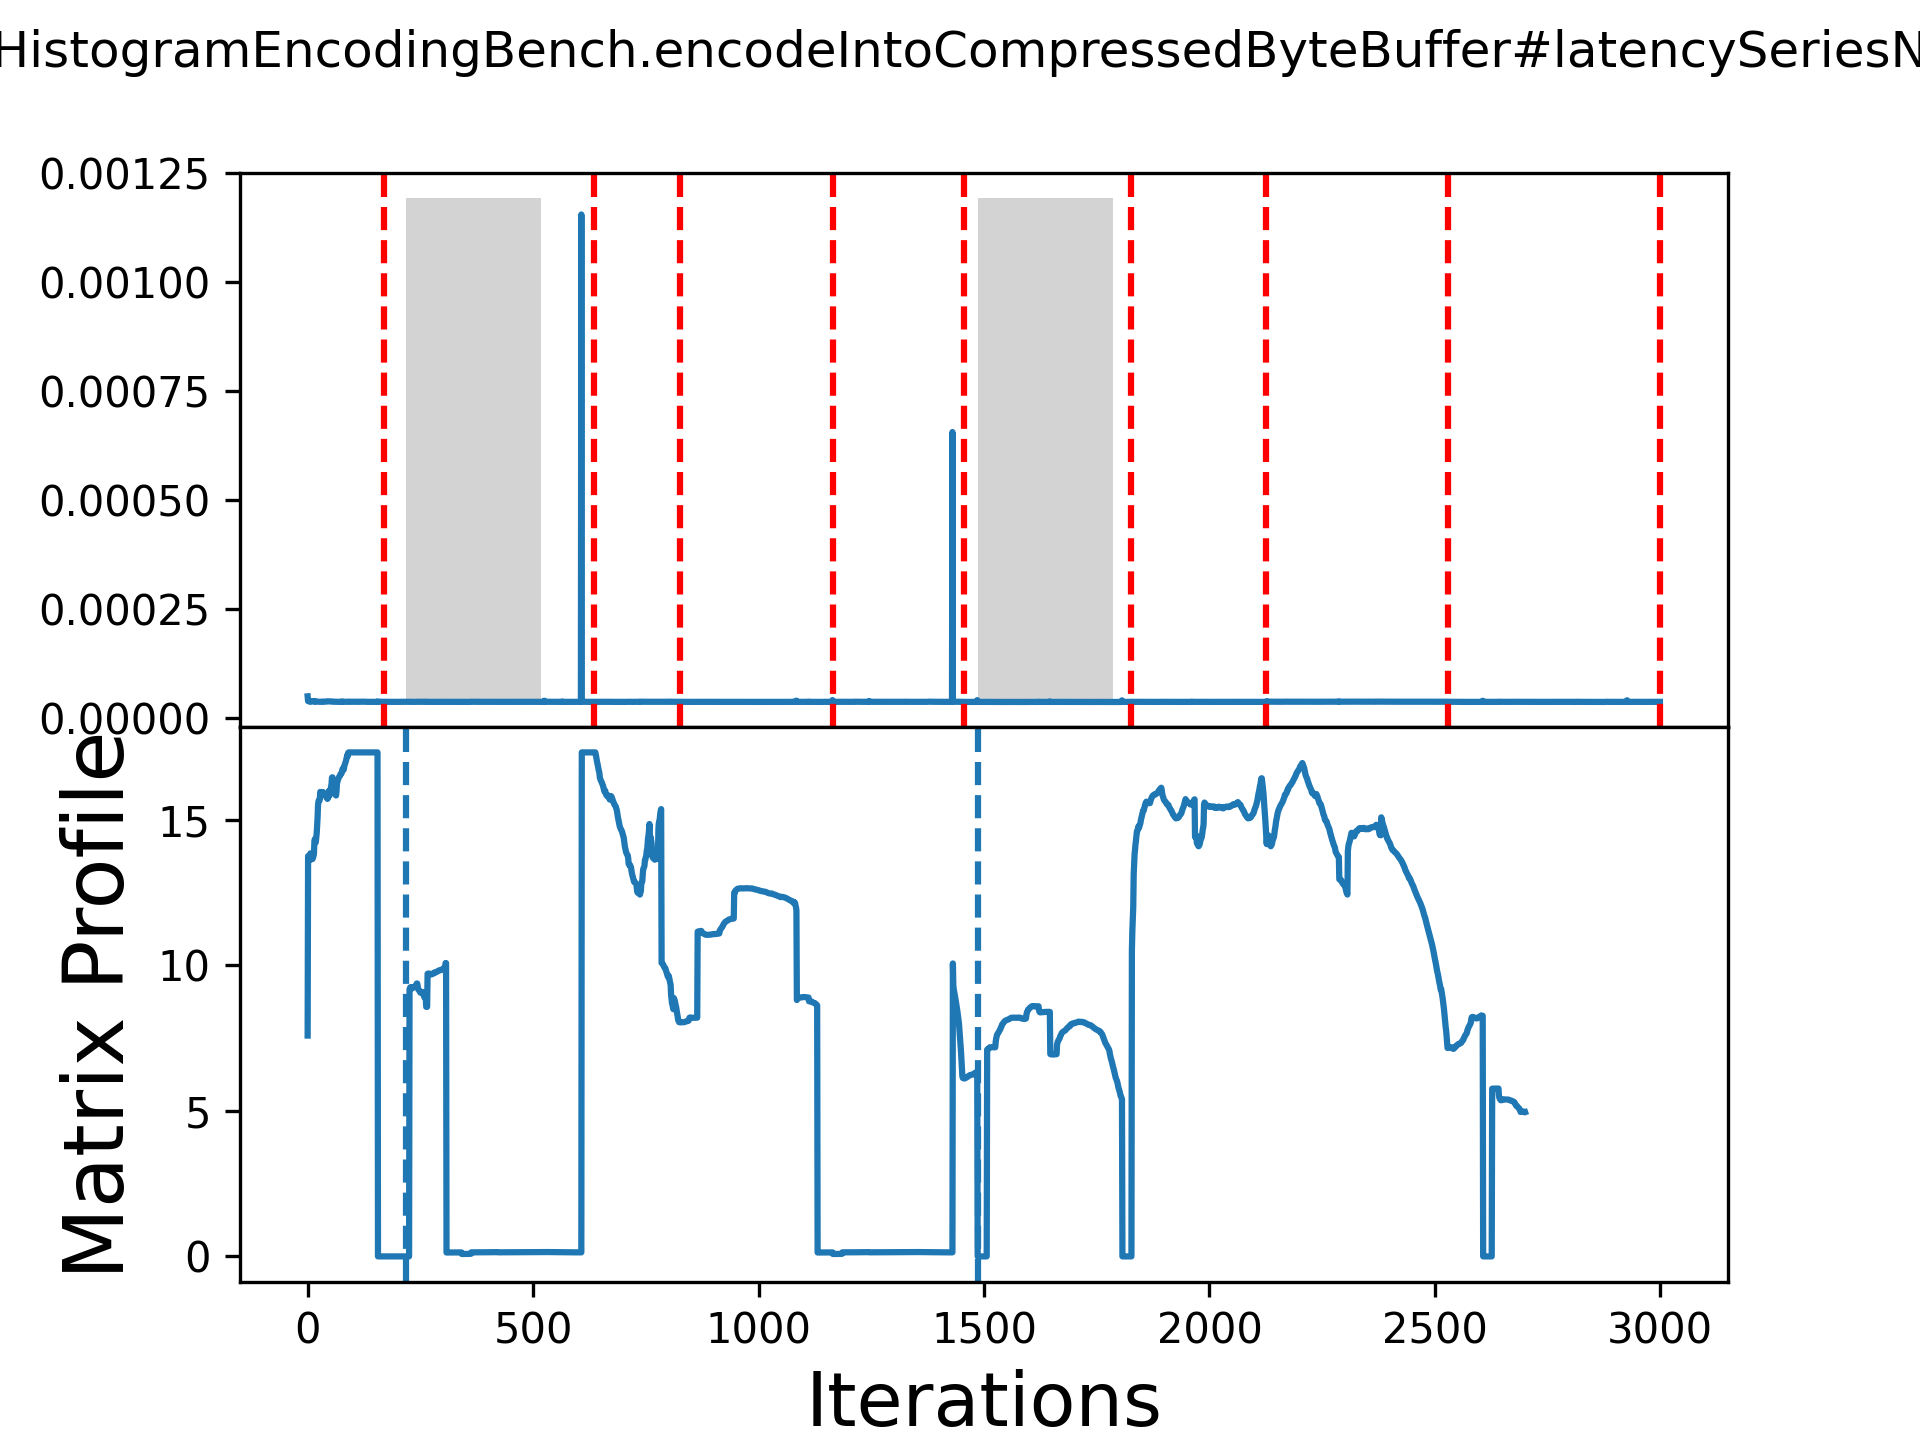 HistogramEncodingBench.encodeIntoCompressedByteBuffer#latencySeriesN
0.00125
0.00100
0.00075
0.00050
0.00025
0.00000
Matrix Profile
15
10
5
0
0 500 1000 1500 2000 2500 3000
Iterations